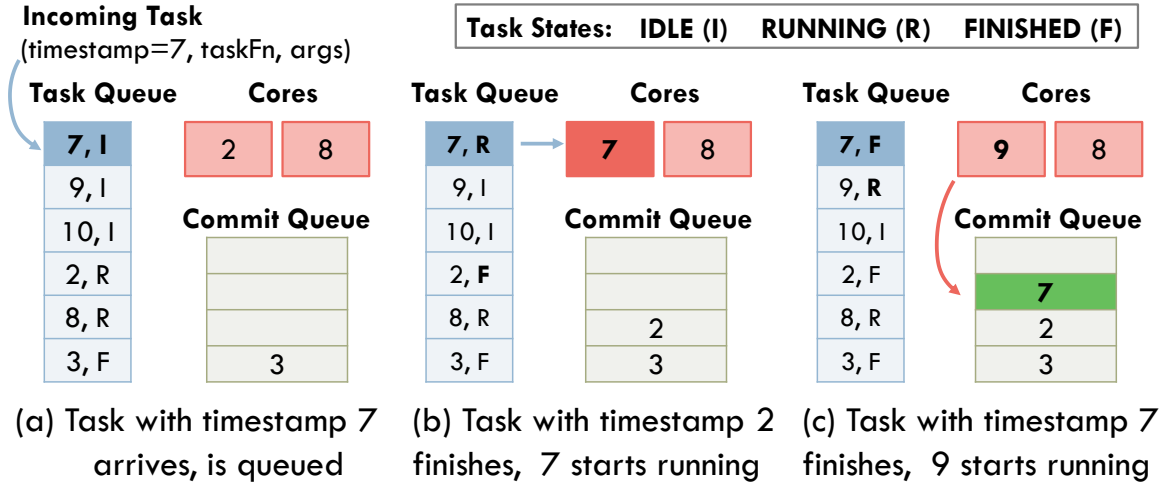 Incoming Task
(timestamp=7, taskFn, args)
Task States: IDLE (I) RUNNING (R) FINISHED (F)
Task Queue Cores
7, I
9, I
10, I
2, R
8, R
3, F
2 8
Commit Queue
3
(a) Task with timestamp 7
arrives, is queued
Task Queue Cores
7, R
9, I
10, I
2, F
8, R
3, F
7 8
Commit Queue
2
3
(b) Task with timestamp 2
finishes, 7 starts running
Task Queue Cores
7, F
9, R
10, I
2, F
8, R
3, F
9 8
Commit Queue
7
2
3
(c) Task with timestamp 7
finishes, 9 starts running